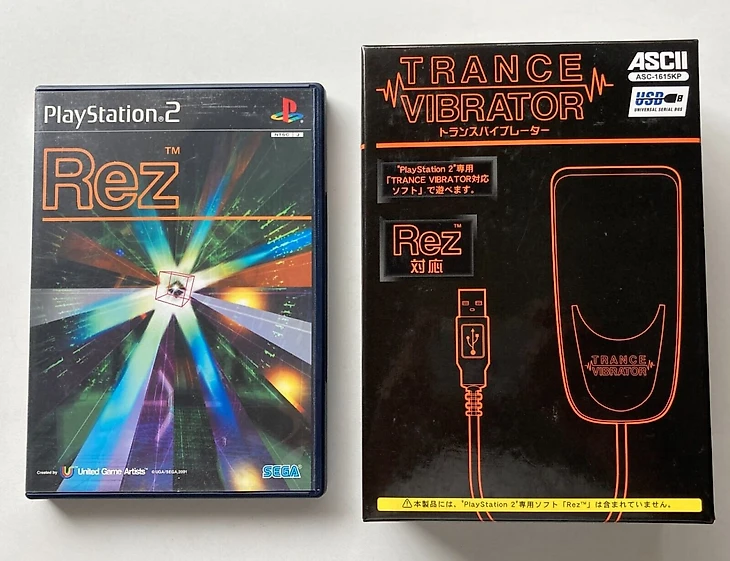 PlayStation®2
NTSC J
Rez™
Created by United Game Artists ©UGA/SEGA, 2001
SEGA
TRANCE
VIBRATOR
トランスバイブレーター
ASCII
ASC-1615KP
USB
UNIVERSAL SERIAL BUS
"PlayStation 2"専用
「TRANCE VIBRATOR対応
ソフト」で遊べます。
Rez™
対応
TRANCE
VIBRATOR
⚠本製品には、"PlayStation 2"専用ソフト「Rez™」は含まれていません。